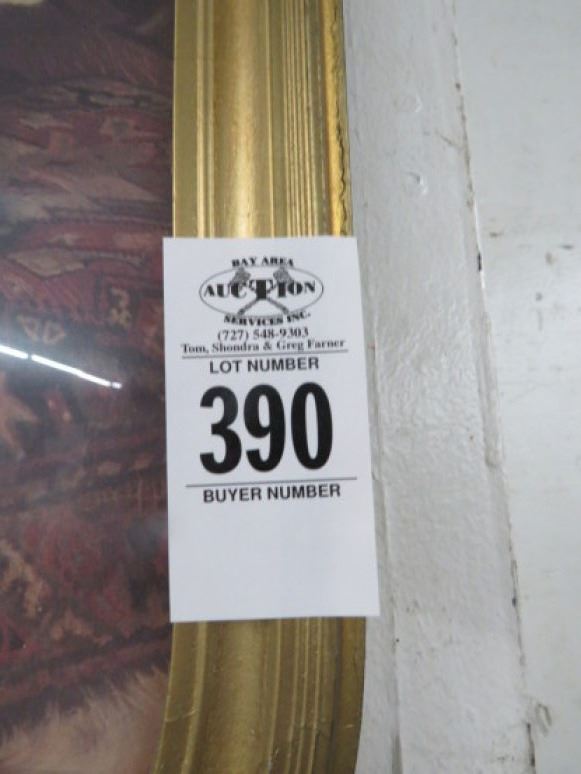 BAY AREA
AUCTION
SERVICES INC.
(727) 548-9303
Tom, Shondra & Greg Farner
LOT NUMBER
390
BUYER NUMBER